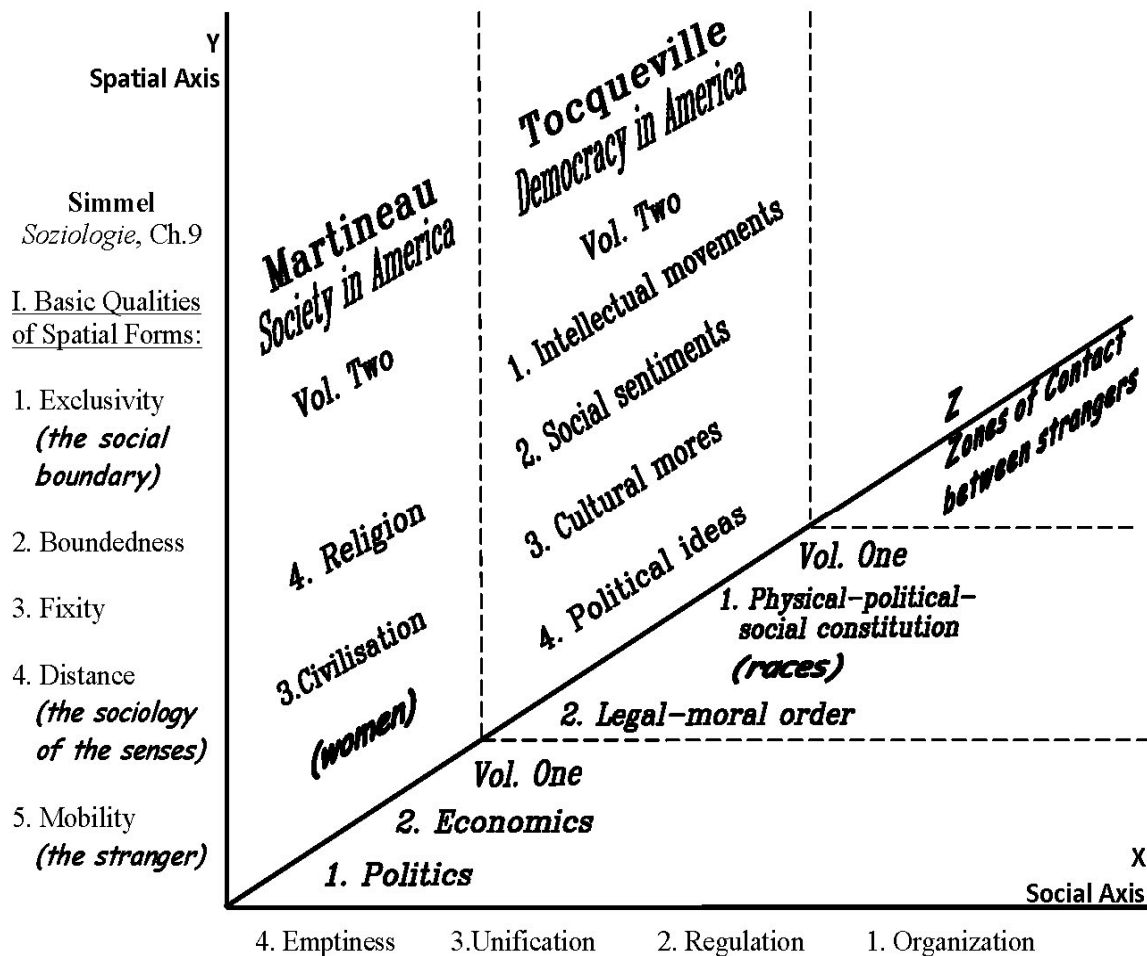 Y
Spatial Axis
Simmel
Soziologie, Ch.9
I. Basic Qualities
of Spatial Forms:
1. Exclusivity
(the social
boundary)
2. Boundedness
3. Fixity
4. Distance
(the sociology
of the senses)
5. Mobility
(the stranger)
Martineau
Society in America
Vol. Two
4. Religion
3.Civilisation
(women)
Tocqueville
Democracy in America
Vol. Two
1. Intellectual movements
2. Social sentiments
3. Cultural mores
4. Political ideas
Z
Zones of Contact
between strangers
Vol. One
1. Physical-political-
social constitution
(races)
2. Legal-moral order
Vol. One
2. Economics
1. Politics
X
Social Axis
4. Emptiness 3.Unification 2. Regulation 1. Organization